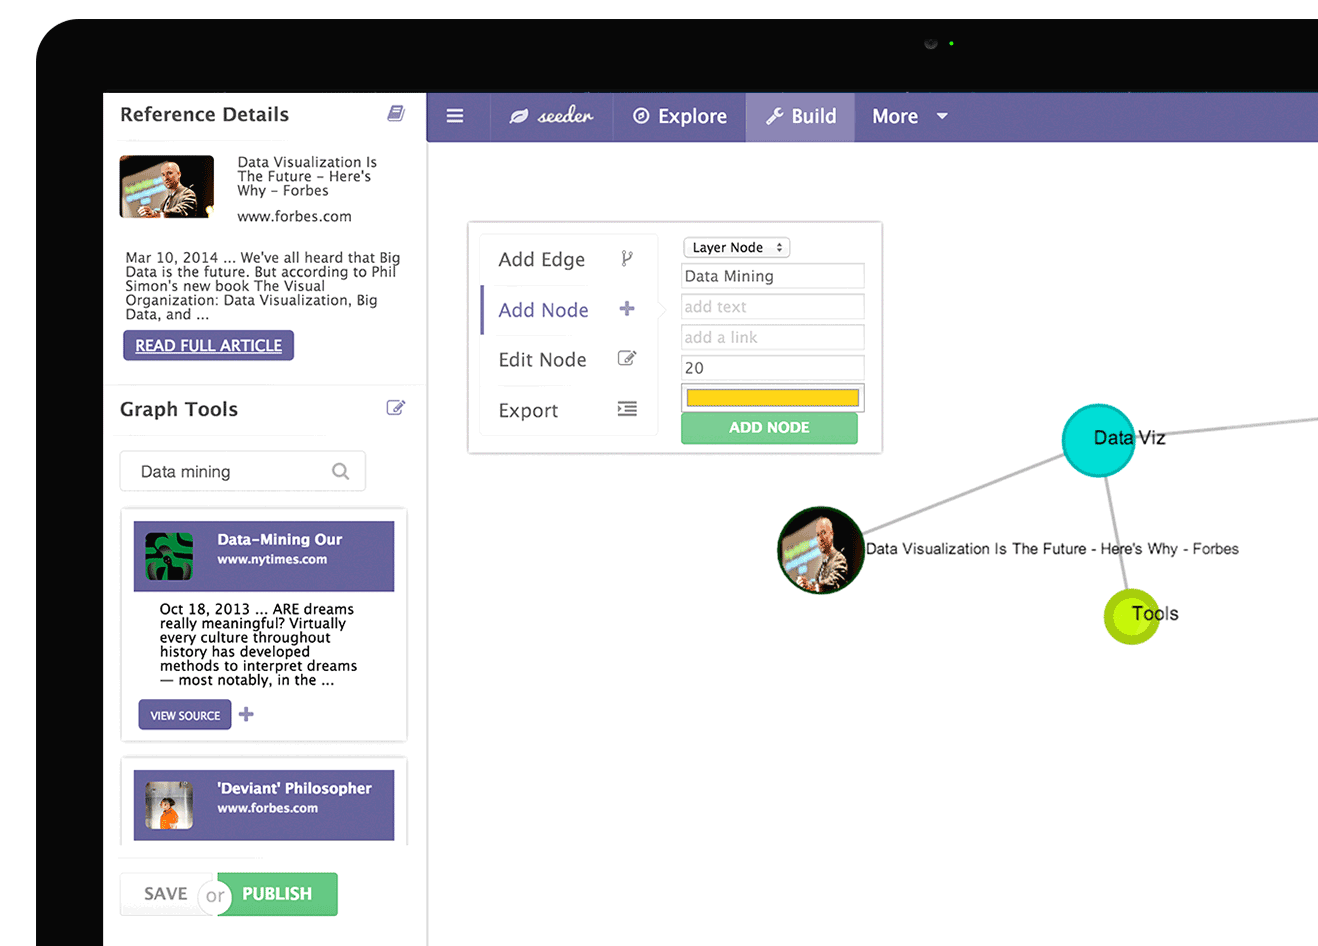 Reference Details
seeder
Explore
Build
More
Data Visualization Is
The Future – Here's
Why – Forbes
www.forbes.com
Mar 10, 2014 ... We've all heard that Big
Data is the future. But according to Phil
Simon's new book The Visual
Organization: Data Visualization, Big
Data, and ...
READ FULL ARTICLE
Graph Tools
Data mining
Data-Mining Our
www.nytimes.com
Oct 18, 2013 ... ARE dreams
really meaningful? Virtually
every culture throughout
history has developed
methods to interpret dreams
— most notably, in the ...
VIEW SOURCE
'Deviant' Philosopher
www.forbes.com
SAVE
or
PUBLISH
Add Edge
Add Node
Edit Node
Export
Layer Node
Data Mining
add text
add a link
20
ADD NODE
Data Viz
Data Visualization Is The Future - Here's Why - Forbes
Tools